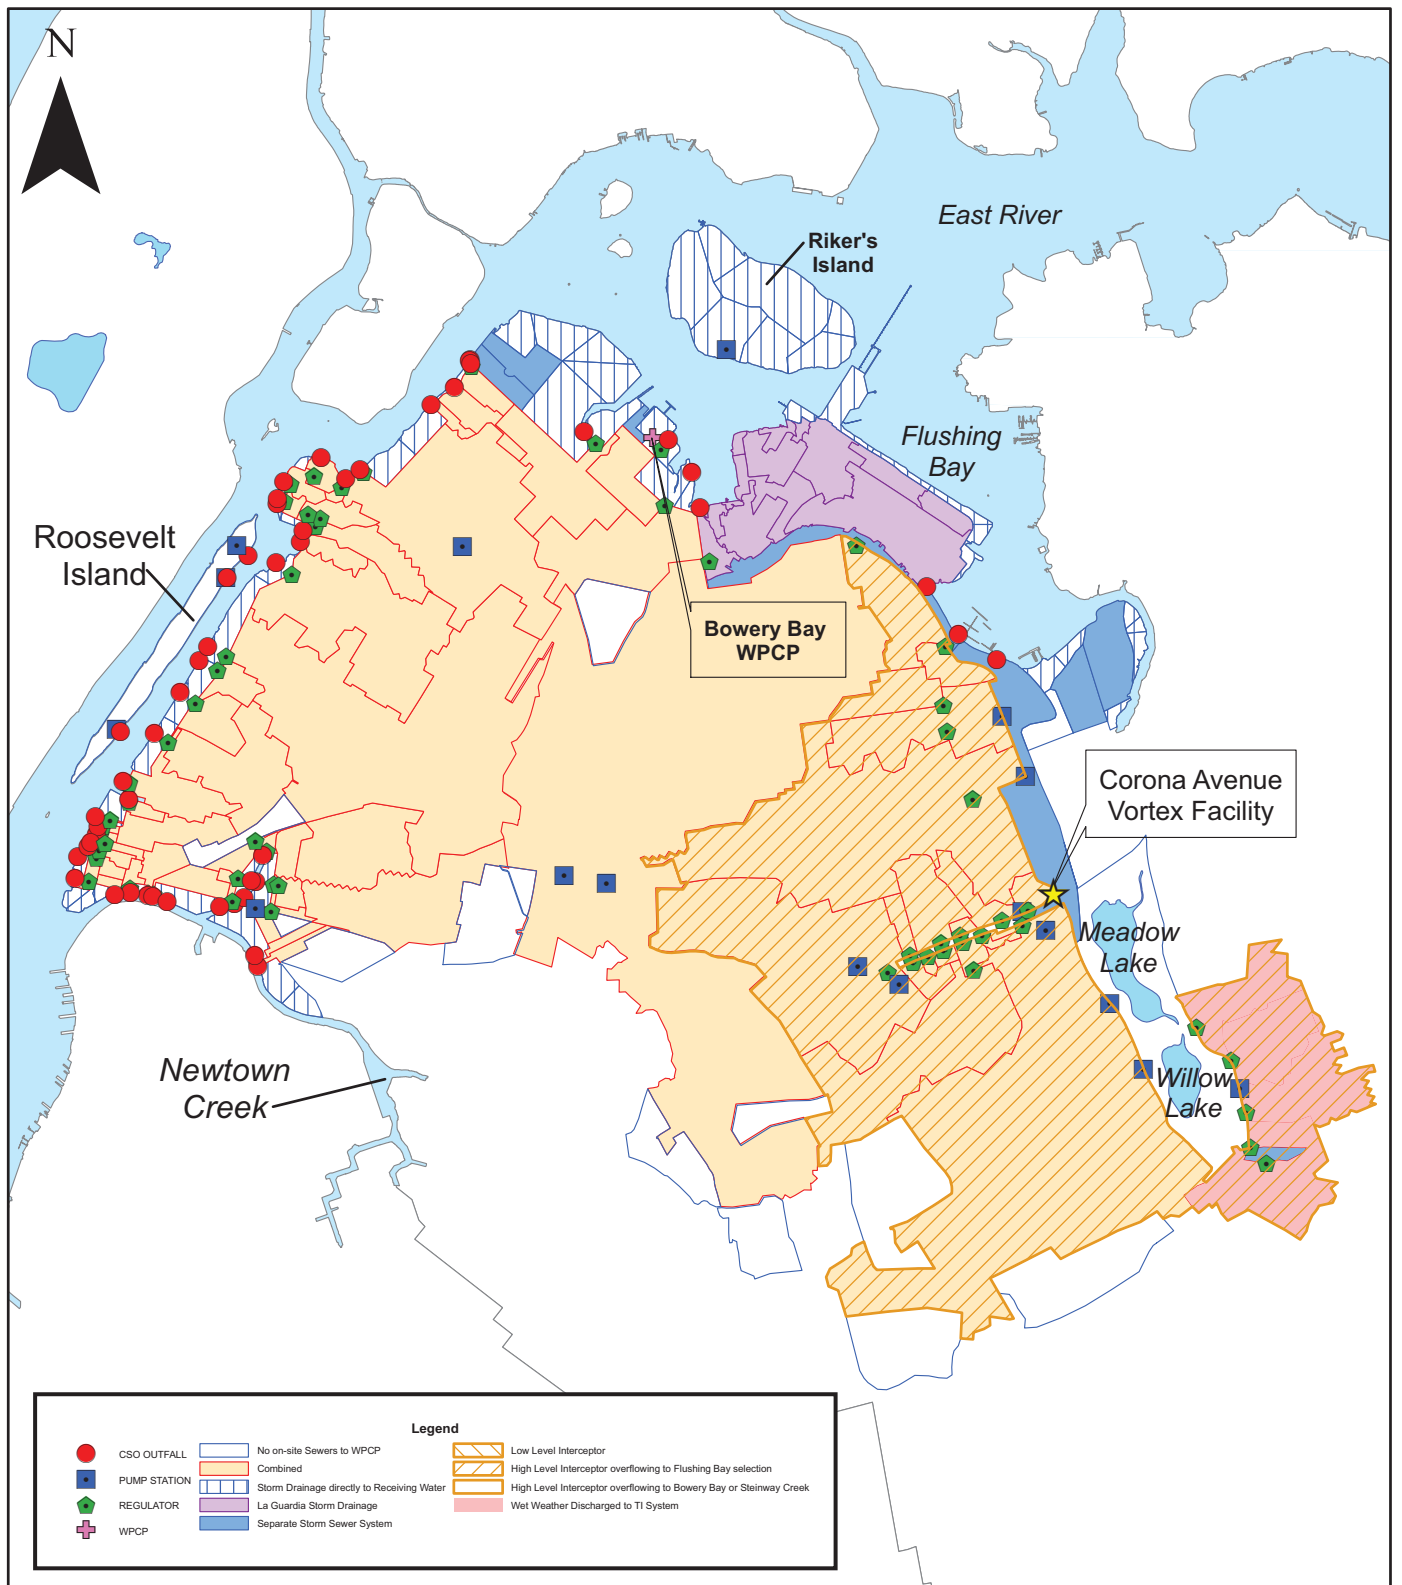 N
East River
Riker's
Island
Flushing
Bay
Roosevelt
Island
Bowery Bay
WPCP
Corona Avenue
Vortex Facility
Meadow
Lake
Willow
Lake
Newtown
Creek
Legend
CSO OUTFALL
PUMP STATION
REGULATOR
WPCP
No on-site Sewers to WPCP
Combined
Storm Drainage directly to Receiving Water
La Guardia Storm Drainage
Separate Storm Sewer System
Low Level Interceptor
High Level Interceptor overflowing to Flushing Bay selection
High Level Interceptor overflowing to Bowery Bay or Steinway Creek
Wet Weather Discharged to TI System